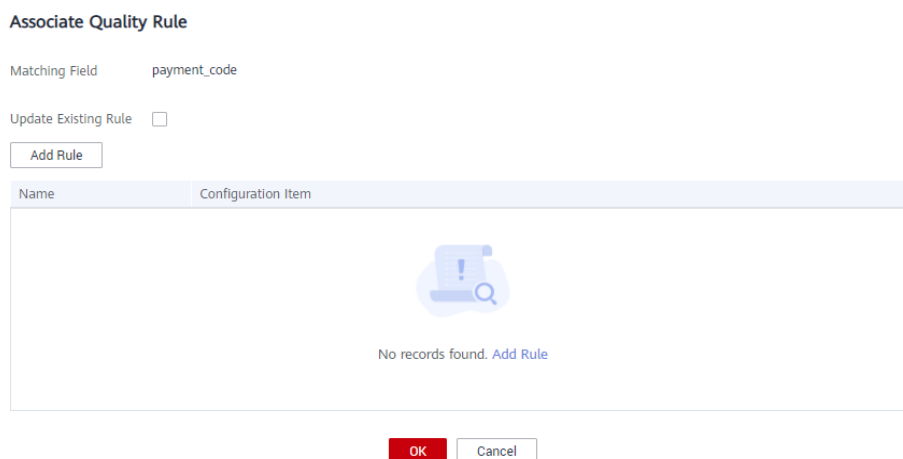 Associate Quality Rule
Matching Field payment_code
Update Existing Rule
Add Rule
Name Configuration Item
No records found. Add Rule
OK Cancel